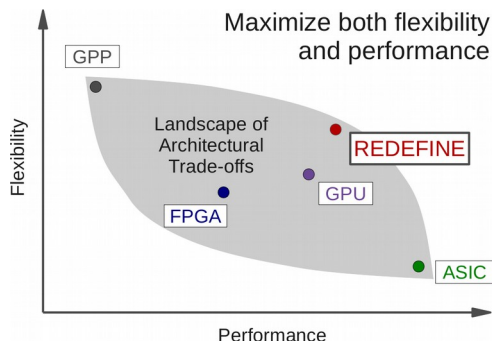 Maximize both flexibility
and performance
GPP
Landscape of
Architectural
Trade-offs
REDEFINE
GPU
FPGA
ASIC
Flexibility
Performance